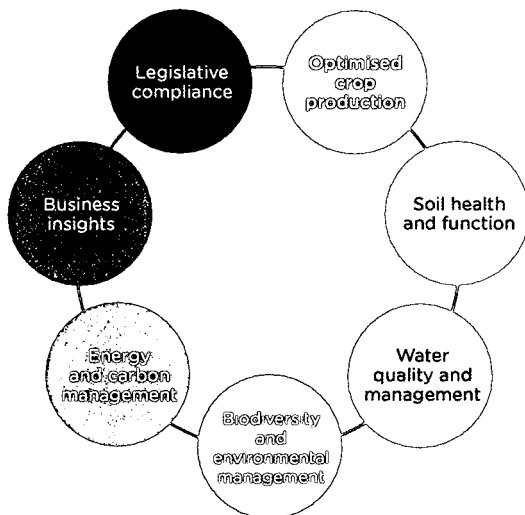 Legislative
compliance
Optimised
crop
production
Soil health
and function
Water
quality and
management
Biodiversity
and
environmental
management
Energy
and carbon
management
Business
insights